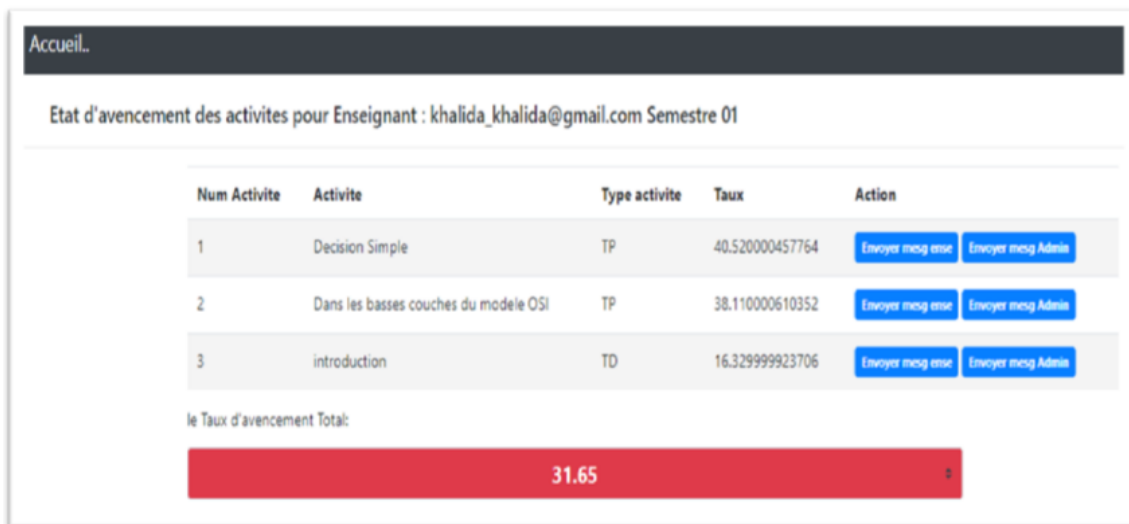 Accueil..
Etat d'avencement des activites pour Enseignant : khalida_khalida@gmail.com Semestre 01
Num Activite Activite Type activite Taux Action
1 Decision Simple TP 40.520000457764 Envoyer mesg ense Envoyer mesg Admin
2 Dans les basses couches du modele OSI TP 38.110000610352 Envoyer mesg ense Envoyer mesg Admin
3 introduction TD 16.329999923706 Envoyer mesg ense Envoyer mesg Admin
le Taux d'avencement Total:
31.65